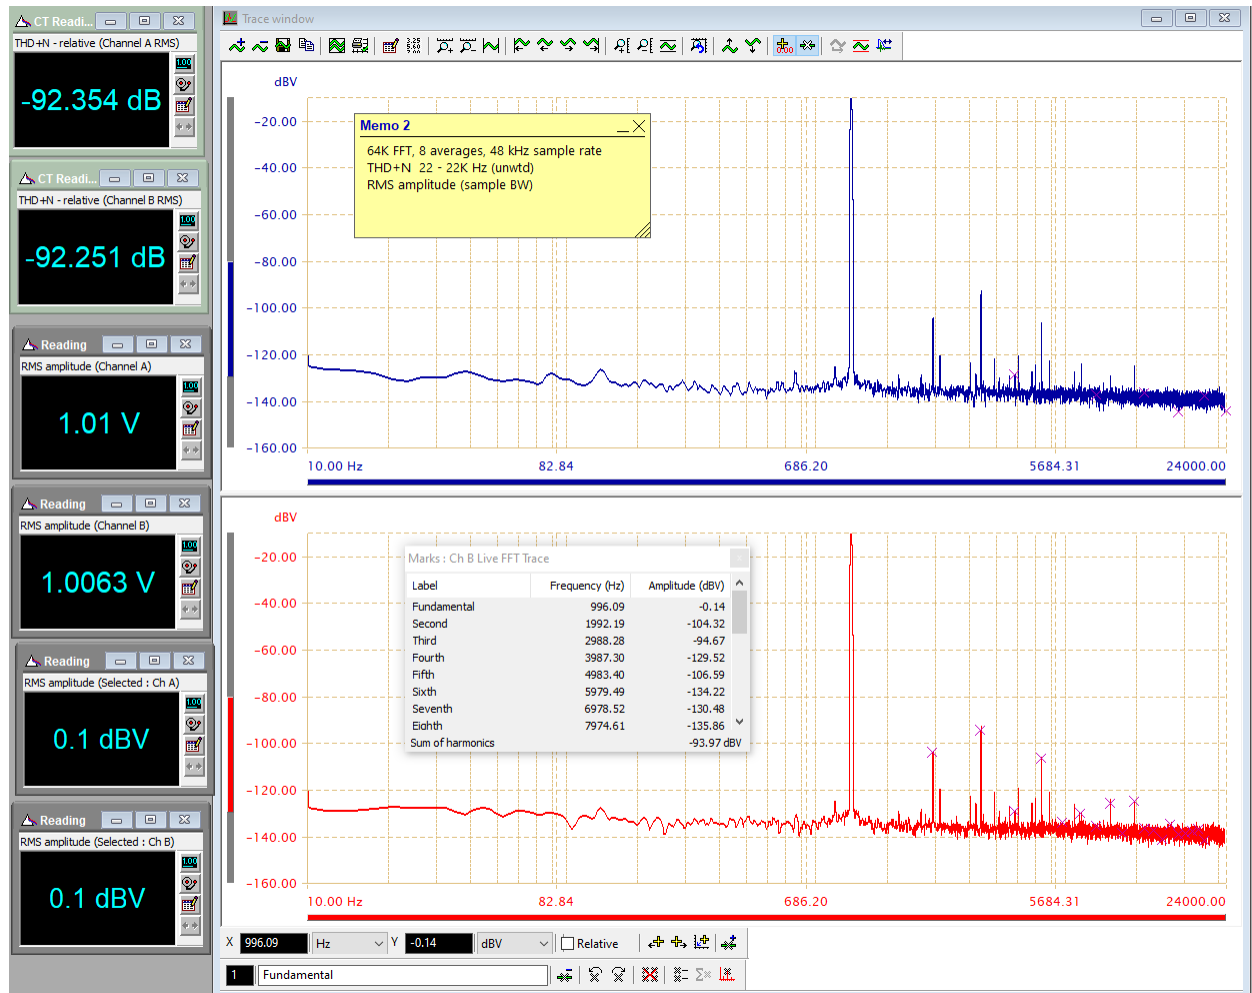 CT Readi...
THD+N - relative (Channel A RMS)
-92.354 dB
CT Readi...
THD+N - relative (Channel B RMS)
-92.251 dB
Reading
RMS amplitude (Channel A)
1.01 V
Reading
RMS amplitude (Channel B)
1.0063 V
Reading
RMS amplitude (Selected : Ch A)
0.1 dBV
Reading
RMS amplitude (Selected : Ch B)
0.1 dBV
Trace window
dBV
-20.00
-40.00
-60.00
-80.00
-100.00
-120.00
-140.00
-160.00
10.00 Hz 82.84 686.20 5684.31 24000.00
Memo 2
64K FFT, 8 averages, 48 kHz sample rate
THD+N 22 - 22K Hz (unwtd)
RMS amplitude (sample BW)
dBV
-20.00
-40.00
-60.00
-80.00
-100.00
-120.00
-140.00
-160.00
10.00 Hz 82.84 686.20 5684.31 24000.00
Marks : Ch B Live FFT Trace
Label Frequency (Hz) Amplitude (dBV)
Fundamental 996.09 -0.14
Second 1992.19 -104.32
Third 2988.28 -94.67
Fourth 3987.30 -129.52
Fifth 4983.40 -106.59
Sixth 5979.49 -134.22
Seventh 6978.52 -130.48
Eighth 7974.61 -135.86
Sum of harmonics -93.97 dBV
X 996.09 Hz Y -0.14 dBV Relative
1 Fundamental